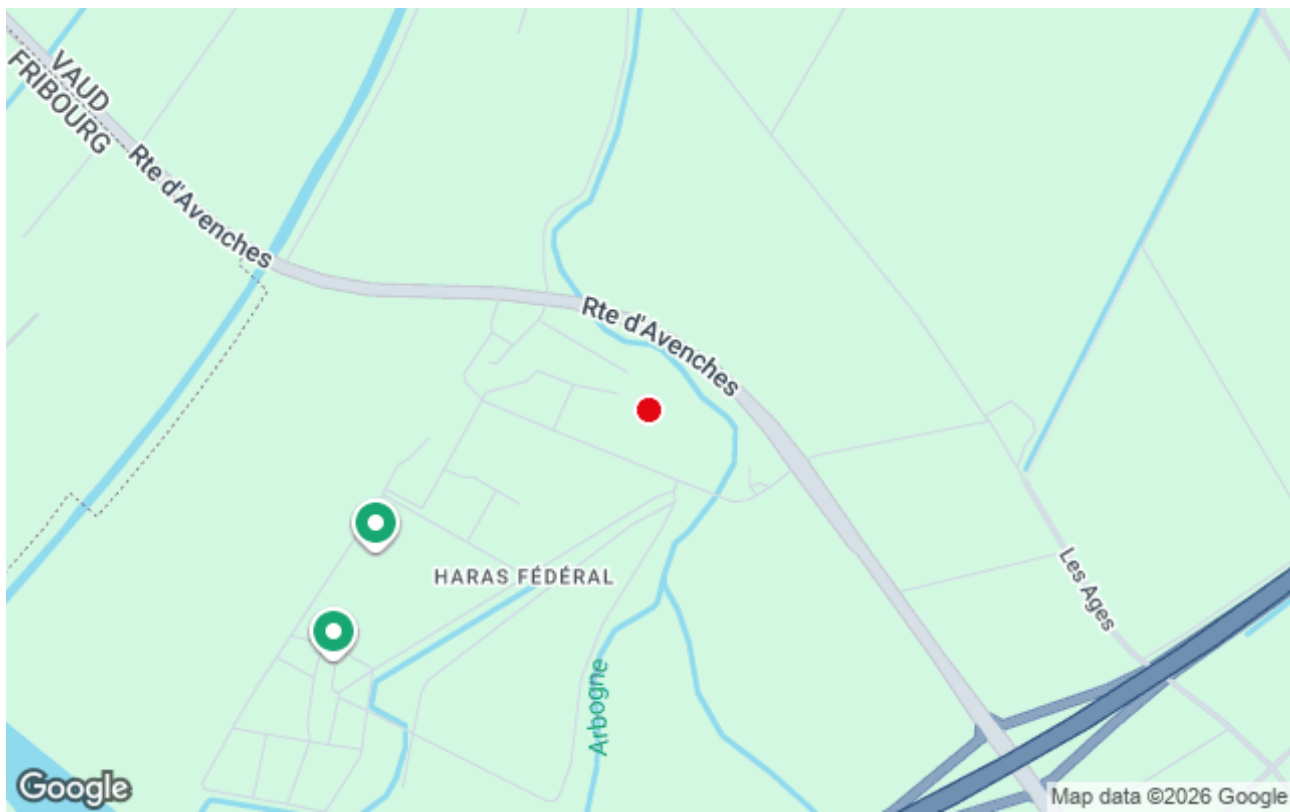 VAUD
FRIBOURG
Rte d'Avenches
Rte d'Avenches
HARAS FÉDÉRAL
Les Ages
Arbogne
Google
Map data ©2026 Google